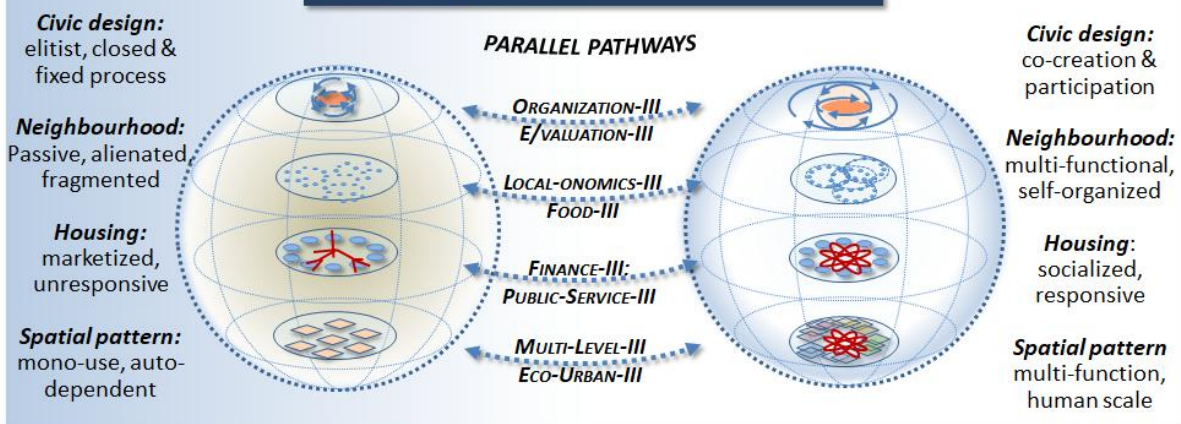 Civic design:
elitist, closed &
fixed process
Neighbourhood:
Passive, alienated,
fragmented
Housing:
marketized,
unresponsive
Spatial pattern:
mono-use, auto-
dependent
PARALLEL PATHWAYS
ORGANIZATION-III
E/VALUATION-III
LOCAL-ONOMICS-III
FOOD-III
FINANCE-III:
PUBLIC-SERVICE-III
MULTI-LEVEL-III
ECO-URBAN-III
Civic design:
co-creation &
participation
Neighbourhood:
multi-functional,
self-organized
Housing:
socialized,
responsive
Spatial pattern
multi-function,
human scale